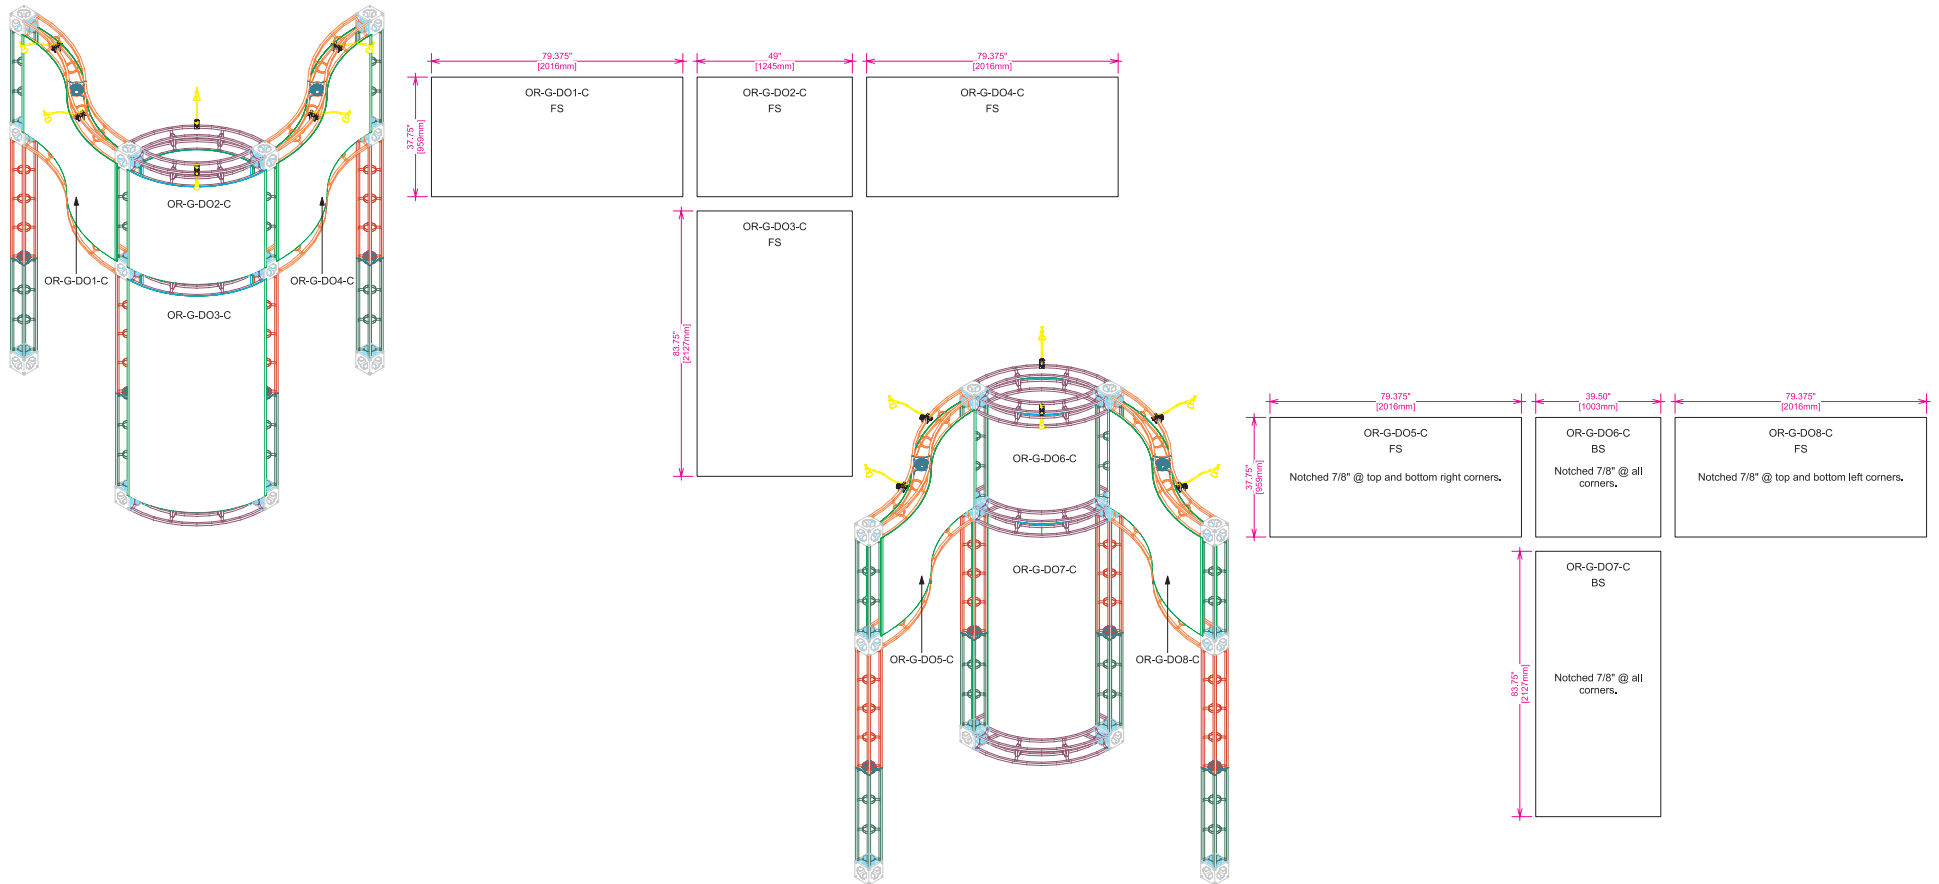 79.375"
[2016mm]
49"
[1245mm]
79.375"
[2016mm]
37.75"
[959mm]
OR-G-DO1-C
FS
OR-G-DO2-C
FS
OR-G-DO4-C
FS
OR-G-DO2-C
OR-G-DO1-C
OR-G-DO4-C
OR-G-DO3-C
83.75"
[2127mm]
OR-G-DO3-C
FS
79.375"
[2016mm]
39.50"
[1003mm]
79.375"
[2016mm]
37.75"
[959mm]
OR-G-DO5-C
FS
Notched 7/8" @ top and bottom right corners.
OR-G-DO6-C
BS
Notched 7/8" @ all
corners.
OR-G-DO8-C
FS
Notched 7/8" @ top and bottom left corners.
OR-G-DO6-C
OR-G-DO7-C
OR-G-DO5-C
OR-G-DO8-C
83.75"
[2127mm]
OR-G-DO7-C
BS
Notched 7/8" @ all
corners.